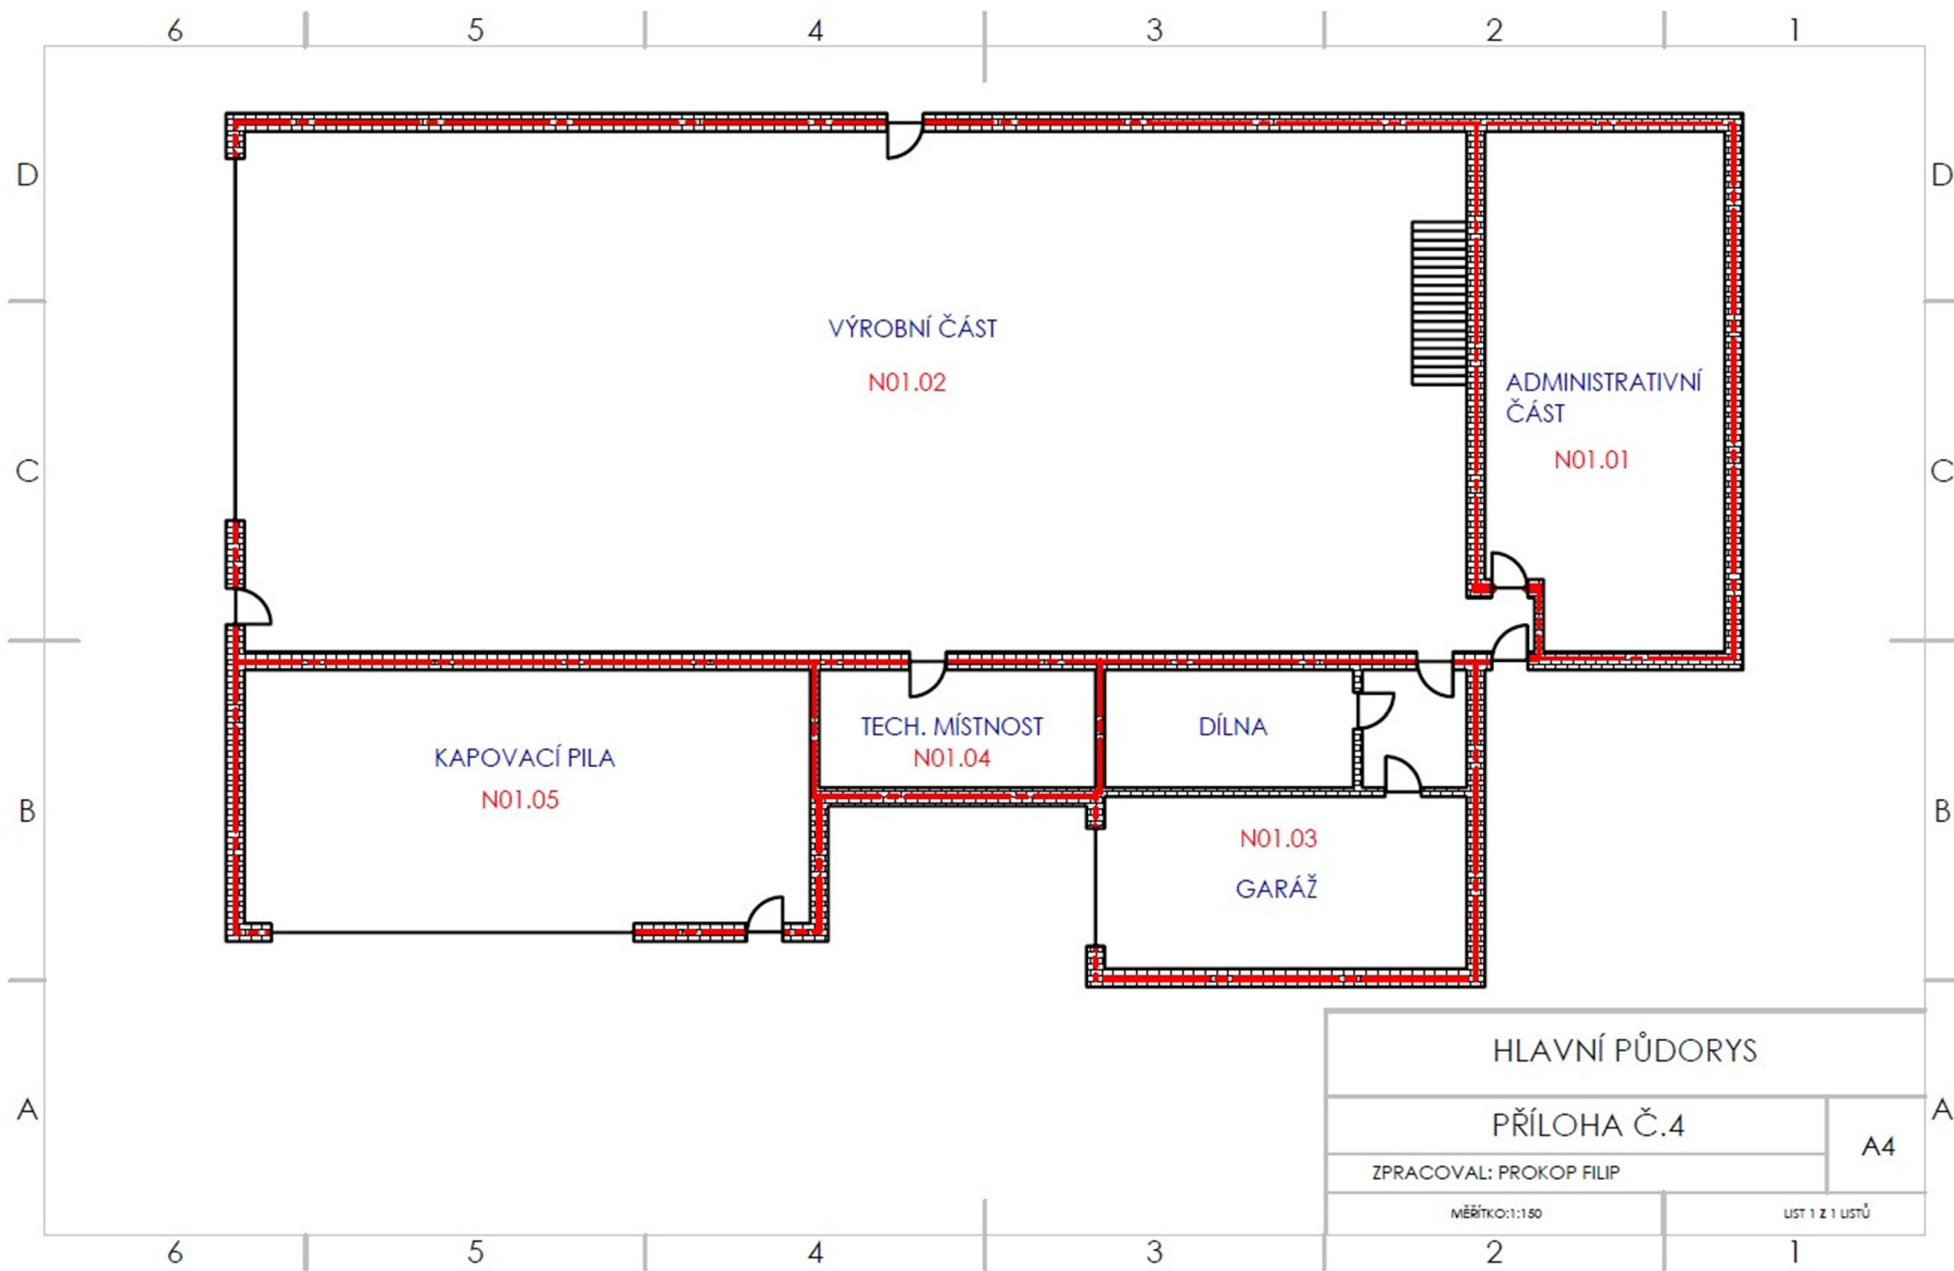 6 5 4 3 2 1
D D
VÝROBNÍ ČÁST
N01.02
ADMINISTRATIVNÍ
ČÁST
N01.01
C C
TECH. MÍSTNOST
N01.04
DÍLNA
KAPOVACÍ PILA
N01.05
B B
N01.03
GARÁŽ
HLAVNÍ PŮDORYS
A A
PŘÍLOHA Č.4
A4
ZPRACOVAL: PROKOP FILIP
MĚŘÍTKO:1:150
LIST 1 Z 1 LISTŮ
6 5 4 3 2 1